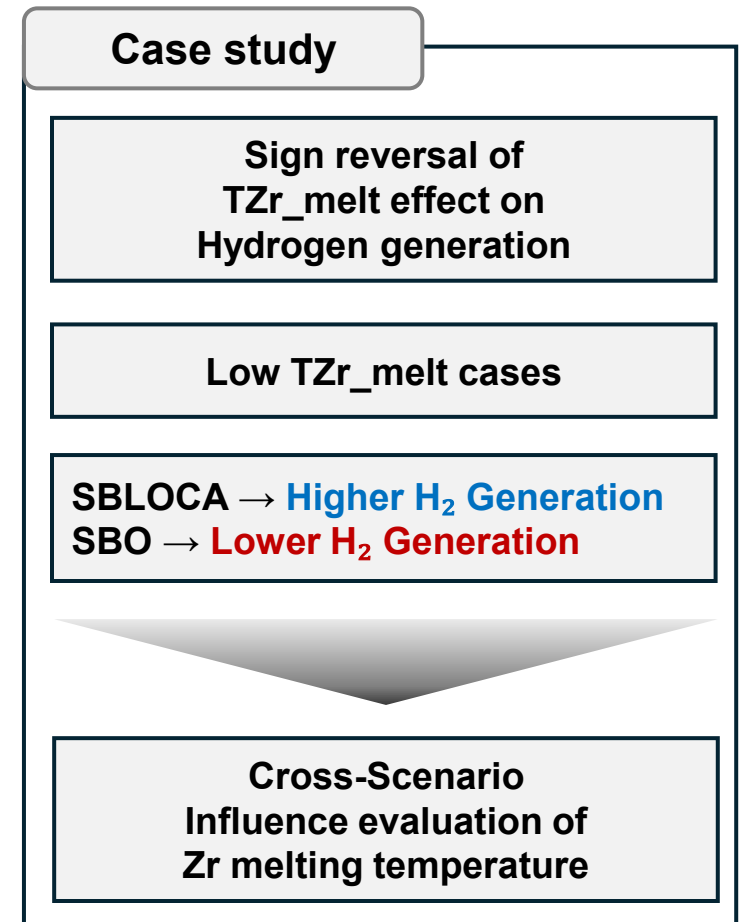 Case study
Sign reversal of
TZr_melt effect on
Hydrogen generation
Low TZr_melt cases
SBLOCA → Higher H₂ Generation
SBO → Lower H₂ Generation
Cross-Scenario
Influence evaluation of
Zr melting temperature